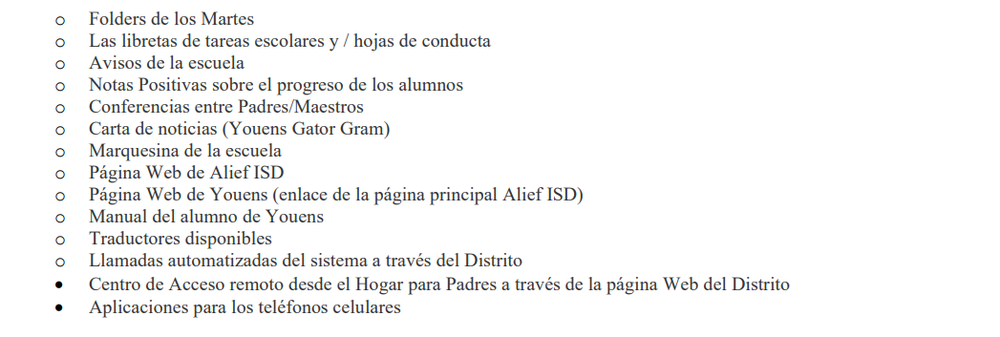 o Folders de los Martes
o Las libretas de tareas escolares y / hojas de conducta
o Avisos de la escuela
o Notas Positivas sobre el progreso de los alumnos
o Conferencias entre Padres/Maestros
o Carta de noticias (Youens Gator Gram)
o Marquesina de la escuela
o Página Web de Alief ISD
o Página Web de Youens (enlace de la página principal Alief ISD)
o Manual del alumno de Youens
o Traductores disponibles
o Llamadas automatizadas del sistema a través del Distrito
• Centro de Acceso remoto desde el Hogar para Padres a través de la página Web del Distrito
• Aplicaciones para los teléfonos celulares